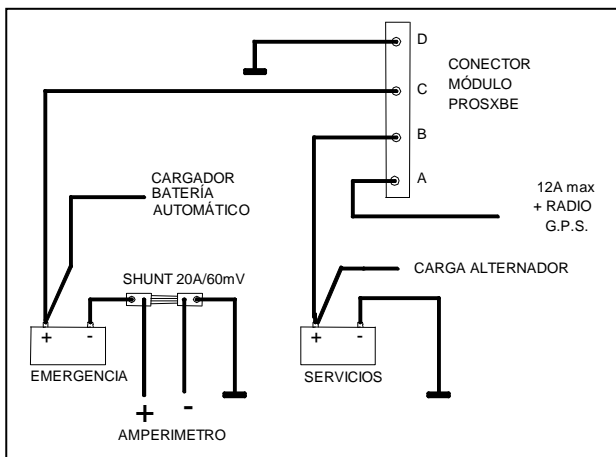 D
CONECTOR
MÓDULO
PROSXBE
C
B
A
CARGADOR
BATERÍA
AUTOMÁTICO
12A max
+ RADIO
G.P.S.
SHUNT 20A/60mV
CARGA ALTERNADOR
+ -
EMERGENCIA
+ -
SERVICIOS
+ -
AMPERIMETRO